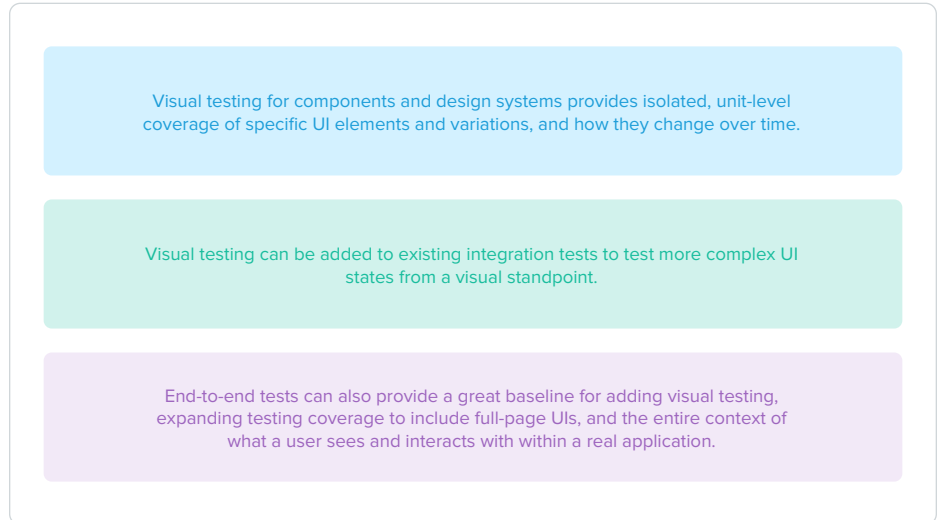 Visual testing for components and design systems provides isolated, unit-level
coverage of specific UI elements and variations, and how they change over time.
Visual testing can be added to existing integration tests to test more complex UI
states from a visual standpoint.
End-to-end tests can also provide a great baseline for adding visual testing,
expanding testing coverage to include full-page UIs, and the entire context of
what a user sees and interacts with within a real application.